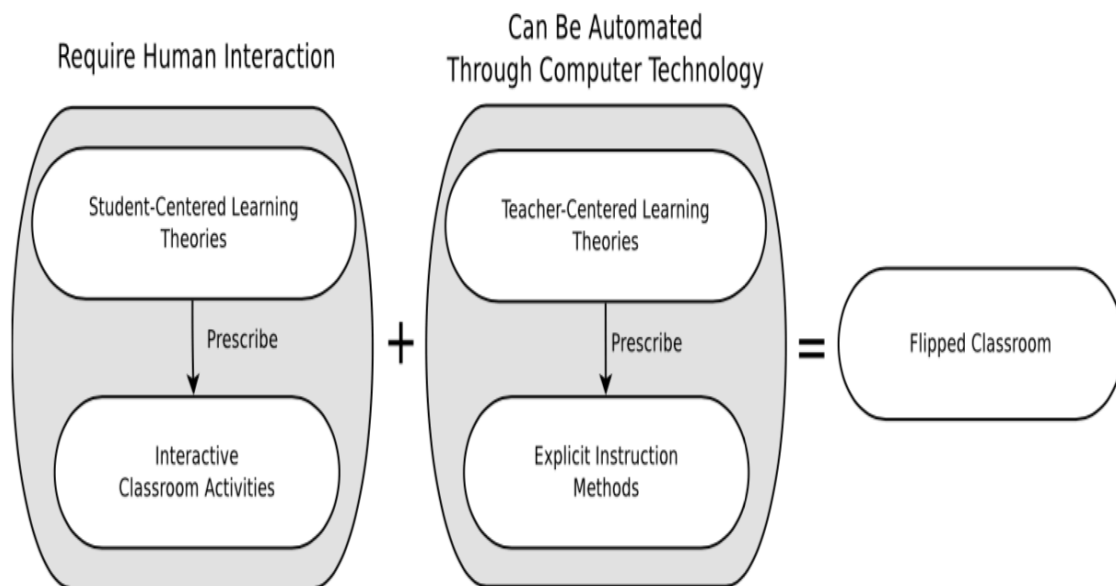 Require Human Interaction
Can Be Automated
Through Computer Technology
Student-Centered Learning
Theories
Prescribe
Interactive
Classroom Activities
+
Teacher-Centered Learning
Theories
Prescribe
Explicit Instruction
Methods
=
Flipped Classroom